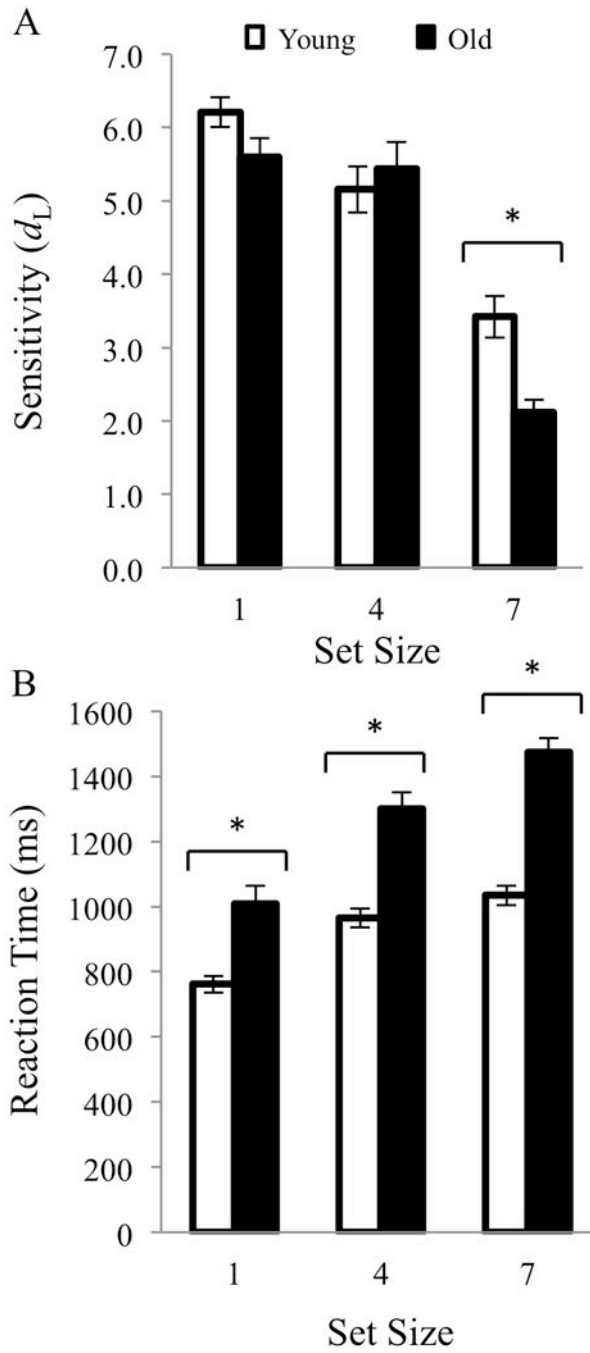 A
Young Old
7.0
6.0
5.0
4.0
3.0
2.0
1.0
0.0
Sensitivity (dL)
*
1 4 7
Set Size
B
1600
1400
1200
1000
800
600
400
200
0
Reaction Time (ms)
* * *
1 4 7
Set Size